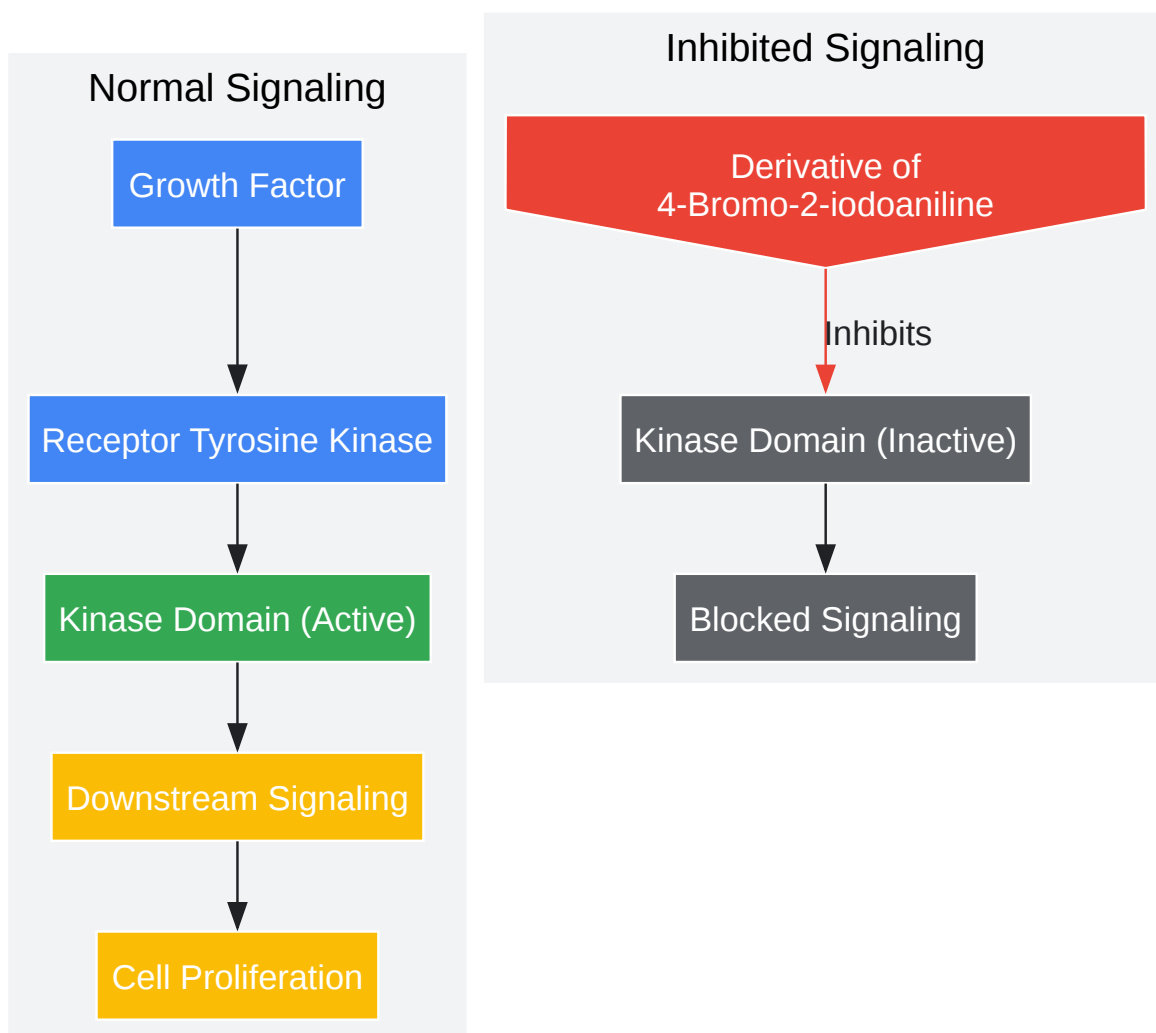 Normal Signaling
Growth Factor
Receptor Tyrosine Kinase
Kinase Domain (Active)
Downstream Signaling
Cell Proliferation
Inhibited Signaling
Derivative of
4-Bromo-2-iodoaniline
Inhibits
Kinase Domain (Inactive)
Blocked Signaling